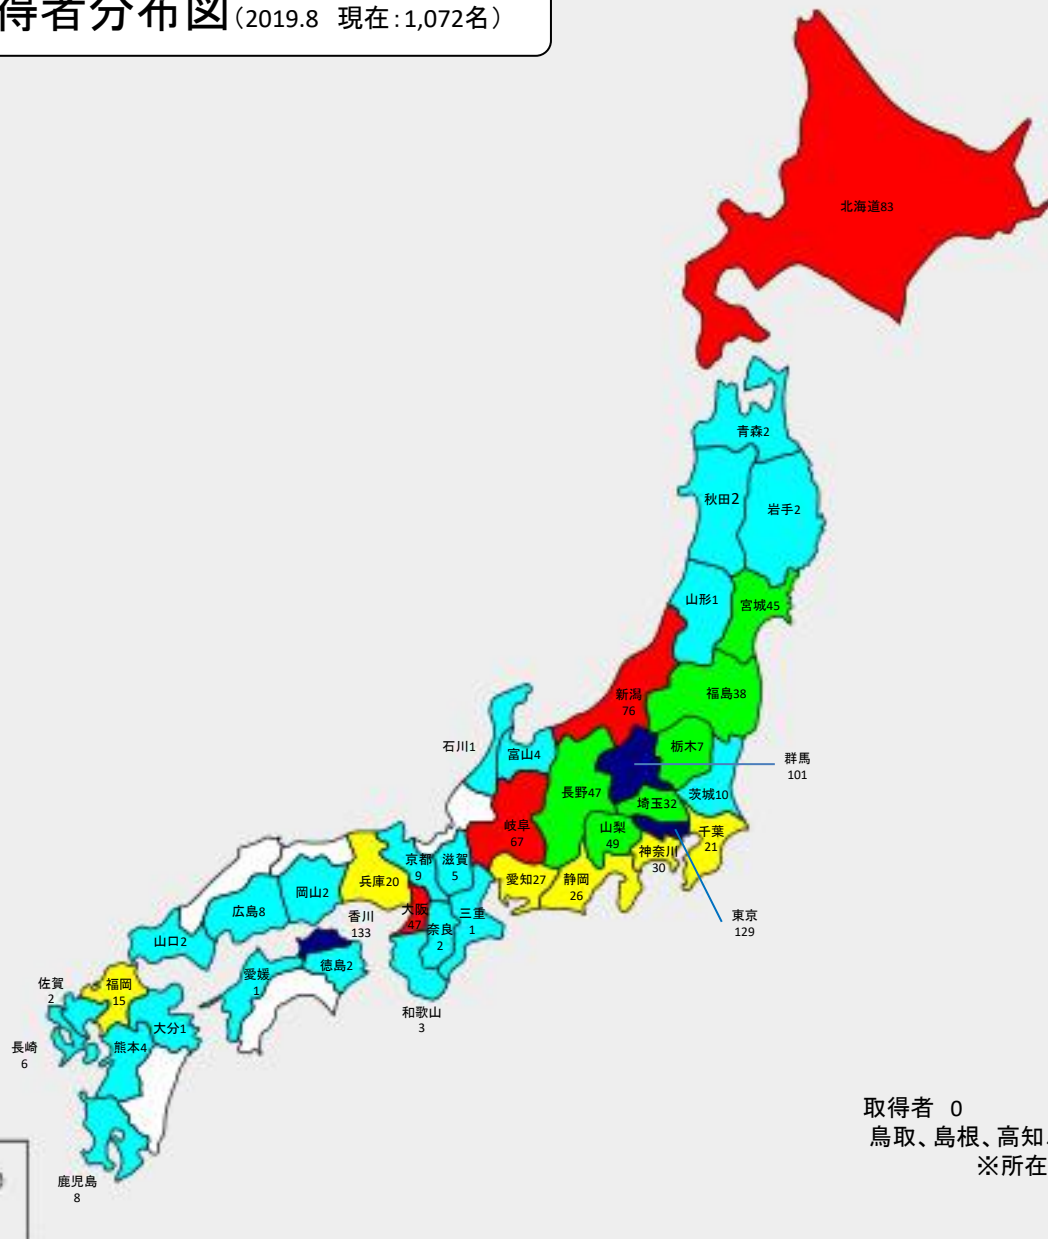 得者分布図（2019.8 現在：1,072名）
北海道83
青森2
秋田2
岩手2
山形1
宮城45
新潟
76
福島38
石川1
富山4
栃木7
群馬
101
長野47
茨城10
埼玉32
岐阜
67
山梨
49
千葉
21
神奈川
30
京都
9
滋賀
5
兵庫20
愛知27
静岡
26
岡山2
広島8
大阪
47
香川
133
三重
1
奈良
2
東京
129
山口2
徳島2
愛媛
1
佐賀
2
福岡
15
和歌山
3
大分1
長崎
6
熊本4
取得者 0
鳥取、島根、高知、
※所在
鹿児島
8